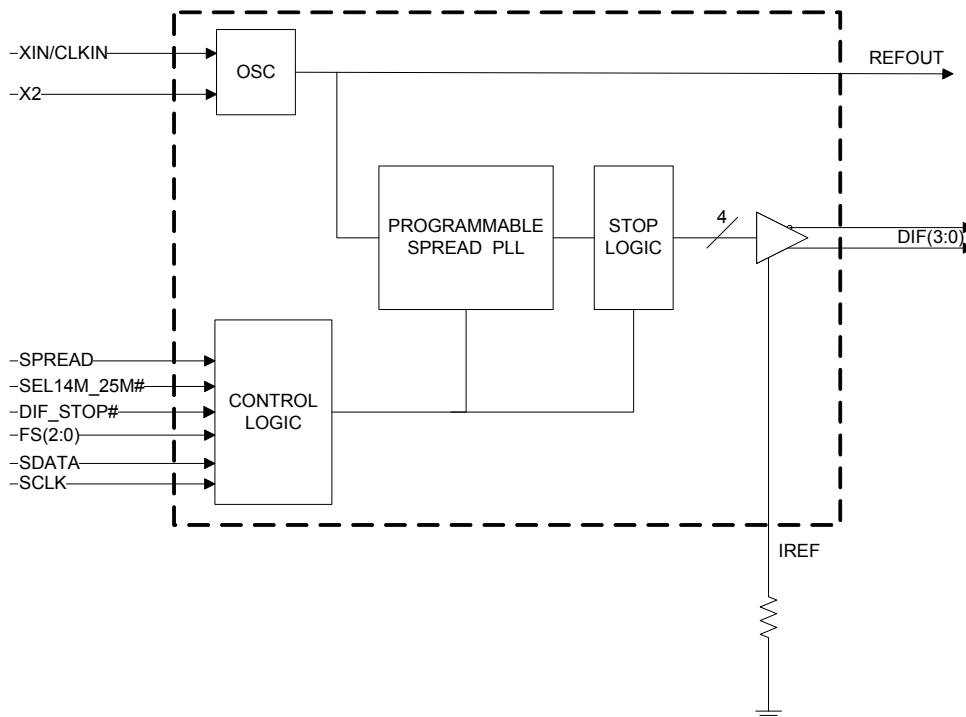 XIN/CLKIN
X2
OSC
REFOUT
PROGRAMMABLE
SPREAD PLL
STOP
LOGIC
4
DIF(3:0)
SPREAD
SEL14M_25M#
DIF_STOP#
FS(2:0)
SDATA
SCLK
CONTROL
LOGIC
IREF